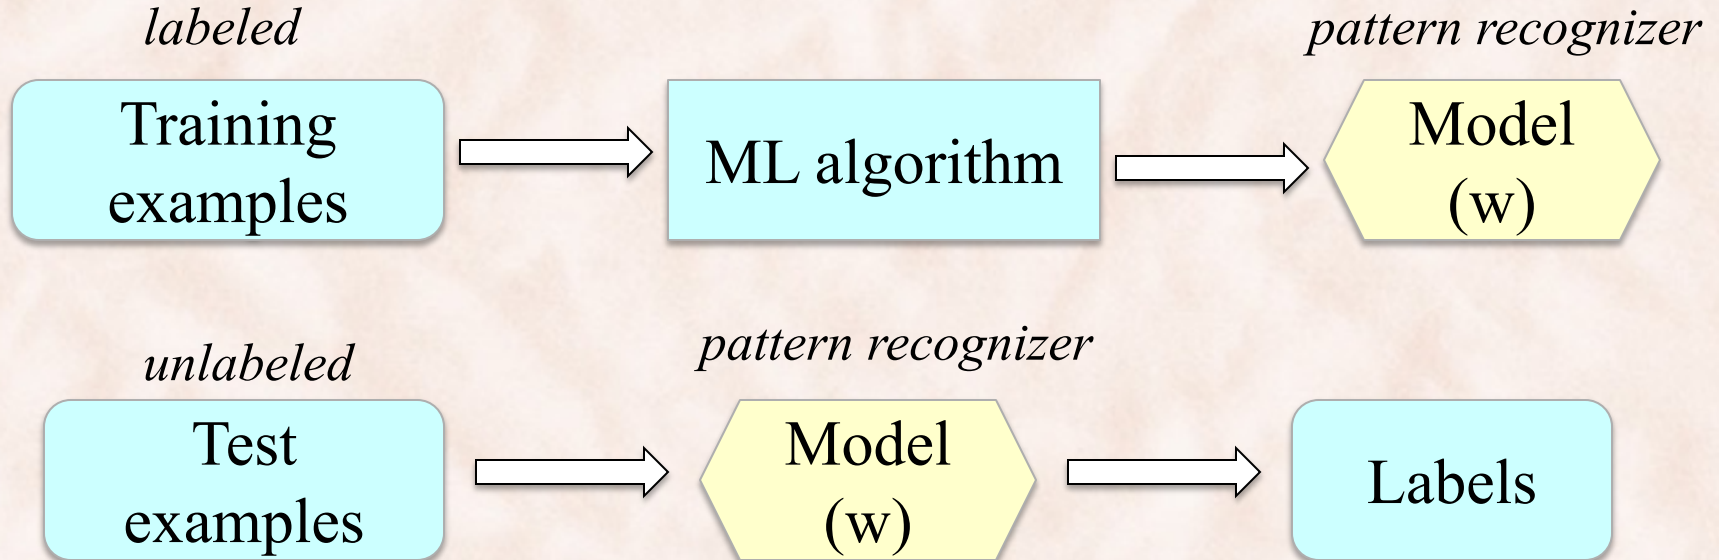 labeled
pattern recognizer
Training
examples
ML algorithm
Model
(w)
unlabeled
pattern recognizer
Test
examples
Model
(w)
Labels